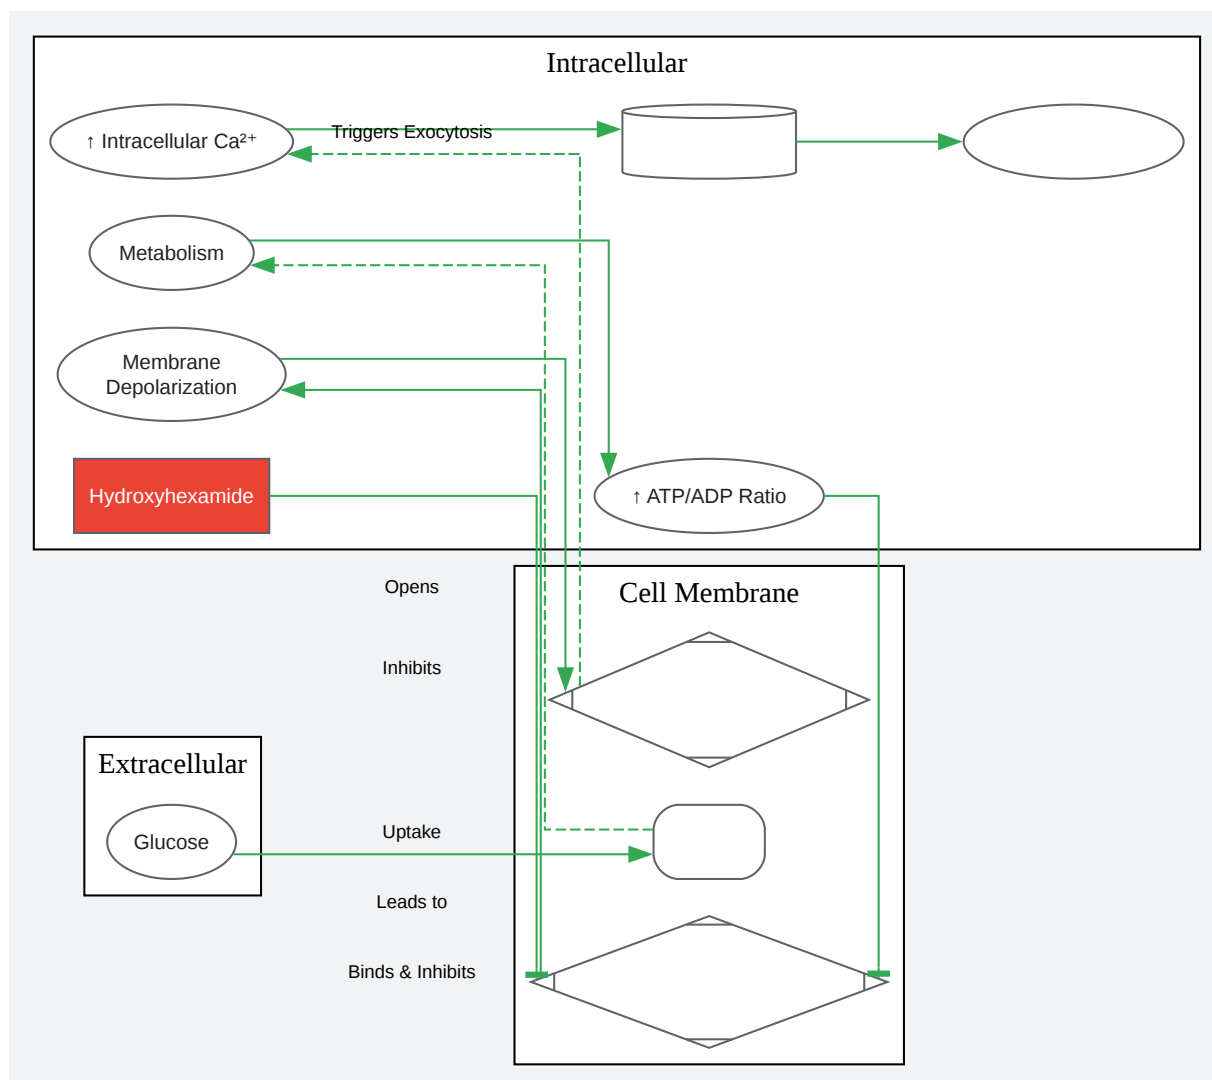 Intracellular
↑ Intracellular Ca²⁺
Triggers Exocytosis
Metabolism
Membrane
Depolarization
Hydroxyhexamide
↑ ATP/ADP Ratio
Opens
Cell Membrane
Inhibits
Extracellular
Glucose
Uptake
Leads to
Binds & Inhibits